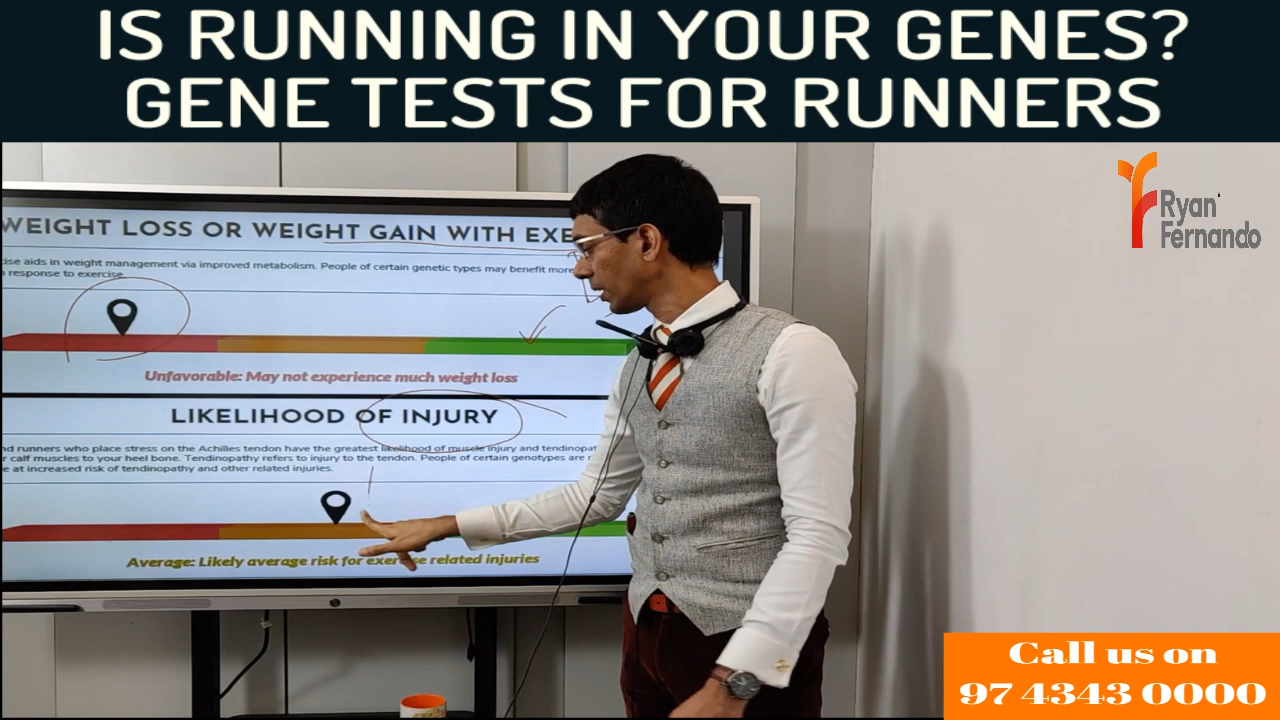 IS RUNNING IN YOUR GENES?
GENE TESTS FOR RUNNERS
Ryan
Fernando
WEIGHT LOSS OR WEIGHT GAIN WITH EXE
cise aids in weight management via improved metabolism. People of certain genetic types may benefit more
response to exercise.
Unfavorable: May not experience much weight loss
LIKELIHOOD OF INJURY
nd runners who place stress on the Achilles tendon have the greatest likelihood of muscle injury and tendinopat
r calf muscles to your heel bone. Tendinopathy refers to injury to the tendon. People of certain genotypes are
e at increased risk of tendinopathy and other related injuries.
Average: Likely average risk for exercise related injuries
Call us on
97 4343 0000